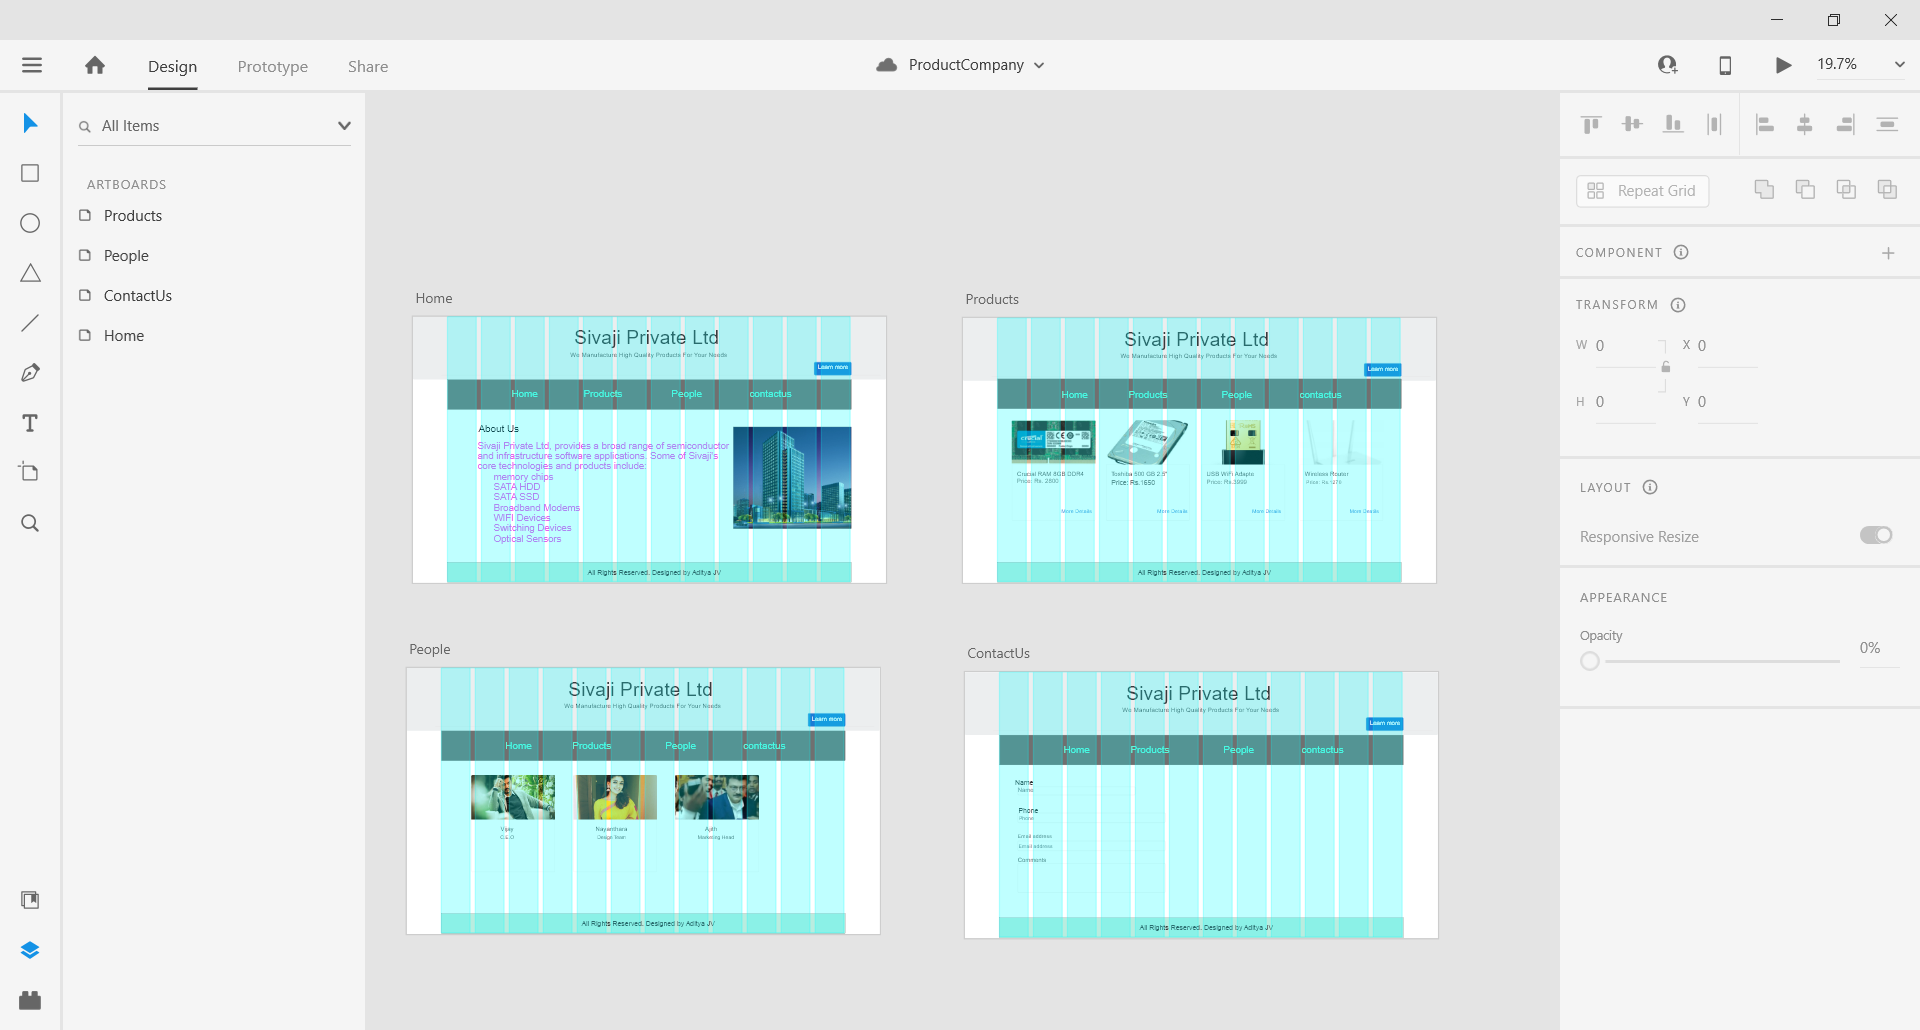 Design
Prototype
Share
ProductCompany
19.7%
All Items
ARTBOARDS
Products
People
ContactUs
Home
Home
Sivaji Private Ltd
We Manufacture High Quality Products For Your Needs
Learn more
Home Products People contactus
About Us
Sivaji Private Ltd, provides a broad range of semiconductor
and infrastructure software applications. Some of Sivaji's
core technologies and products include:
memory chips
SATA HDD
SATA SSD
Broadband Modems
WIFI Devices
Switching Devices
Optical Sensors
All Rights Reserved. Designed by Aditya JV
Products
Sivaji Private Ltd
We Manufacture High Quality Products For Your Needs
Learn more
Home Products People contactus
crucial
Crucial RAM 8GB DDR4
Price: Rs. 2800
Toshiba 500 GB 2.5"
Price: Rs.1650
USB WiFi Adapte
Price: Rs.3999
Wireless Router
Price: Rs.1279
More Details
More Details
More Details
More Details
All Rights Reserved. Designed by Aditya JV
People
Sivaji Private Ltd
We Manufacture High Quality Products For Your Needs
Learn more
Home Products People contactus
Vijay
C.E.O
Nayanthara
Design Team
Ajith
Marketing Head
All Rights Reserved. Designed by Aditya JV
ContactUs
Sivaji Private Ltd
We Manufacture High Quality Products For Your Needs
Learn more
Home Products People contactus
Name
Name
Phone
Phone
Email address
Email address
Comments
All Rights Reserved. Designed by Aditya JV
Repeat Grid
COMPONENT
TRANSFORM
W 0 X 0
H 0 Y 0
LAYOUT
Responsive Resize
APPEARANCE
Opacity
0%